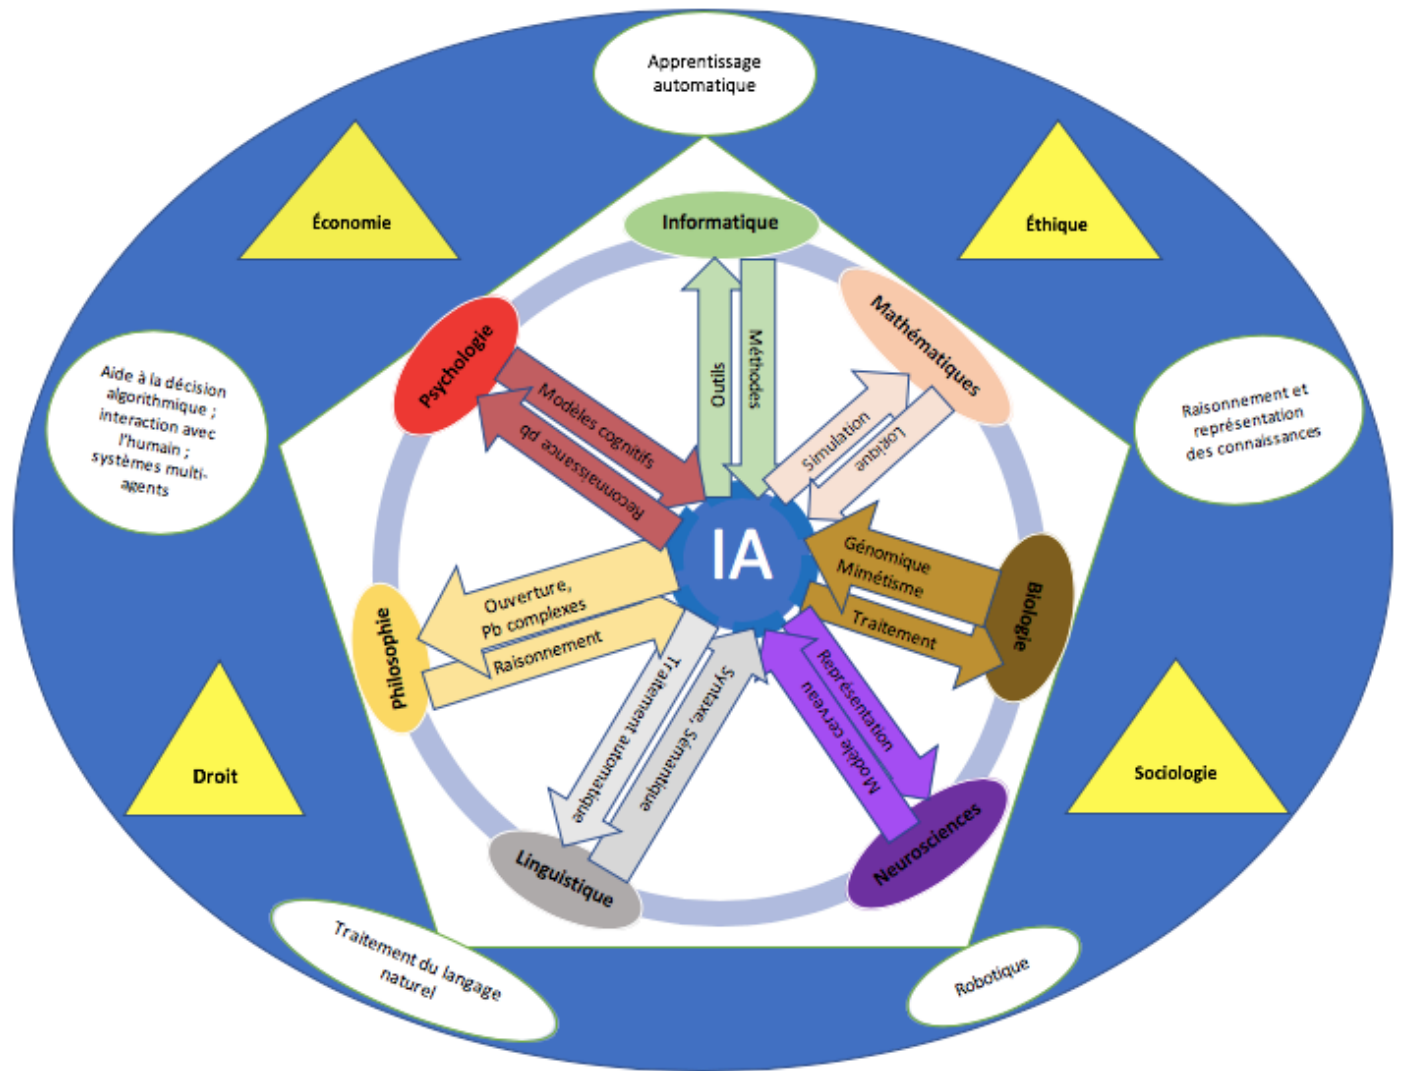 Apprentissage
automatique
Économie
Éthique
Informatique
Mathématiques
Psychologie
Aide à la décision
algorithmique ;
interaction avec
l'humain ;
systèmes multi-
agents
Raisonnement et
représentation
des connaissances
Outils
Méthodes
Simulation
Logique
Modèles cognitifs
Reconnaissance pb
IA
Génomique
Mimétisme
Traitement
Biologie
Ouverture,
Pb complexes
Raisonnement
Philosophie
Traitement automatique
Syntaxe, Sémantique
Représentation
Modèle cerveau
Droit
Sociologie
Linguistique
Neurosciences
Traitement du langage
naturel
Robotique